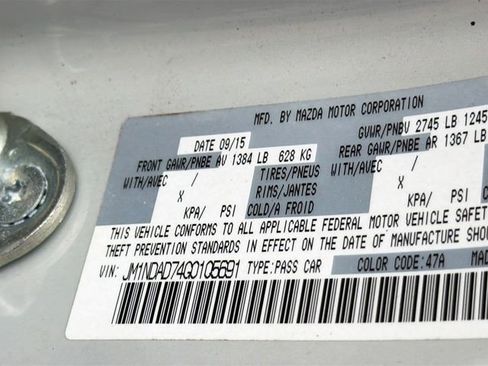 MFD. BY MAZDA MOTOR CORPORATION
DATE 09/15 GVWR/PNBV 2745 LB 1245
FRONT GAWR/PNBE AV 1384 LB 628 KG REAR GAWR/PNBE AR 1367 LB
WITH/AVEC / TIRES/PNEUS WITH/AVEC /
X RIMS/JANTES X
KPA/ PSI COLD/A FROID KPA/ PSI
THIS VEHICLE CONFORMS TO ALL APPLICABLE FEDERAL MOTOR VEHICLE SAFET
THEFT PREVENTION STANDARDS IN EFFECT ON THE DATE OF MANUFACTURE SHO
VIN: JM1NDAD74G0105691 TYPE:PASS CAR COLOR CODE:47A MAD